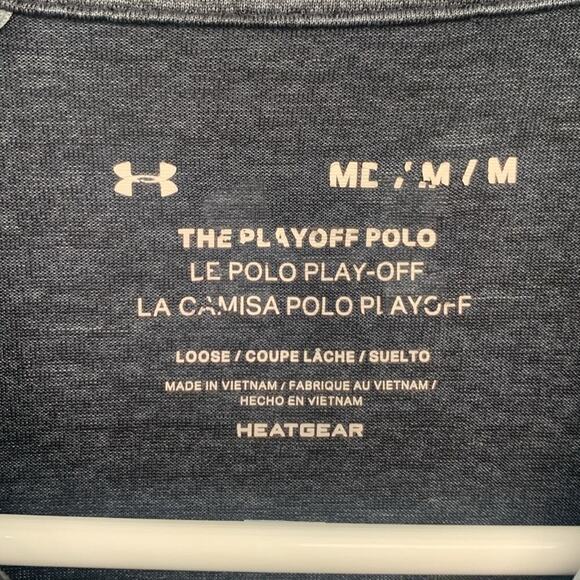 MD / M / M
THE PLAYOFF POLO
LE POLO PLAY-OFF
LA CAMISA POLO PLAYOFF
LOOSE / COUPE LÂCHE / SUELTO
MADE IN VIETNAM / FABRIQUE AU VIETNAM /
HECHO EN VIETNAM
HEATGEAR